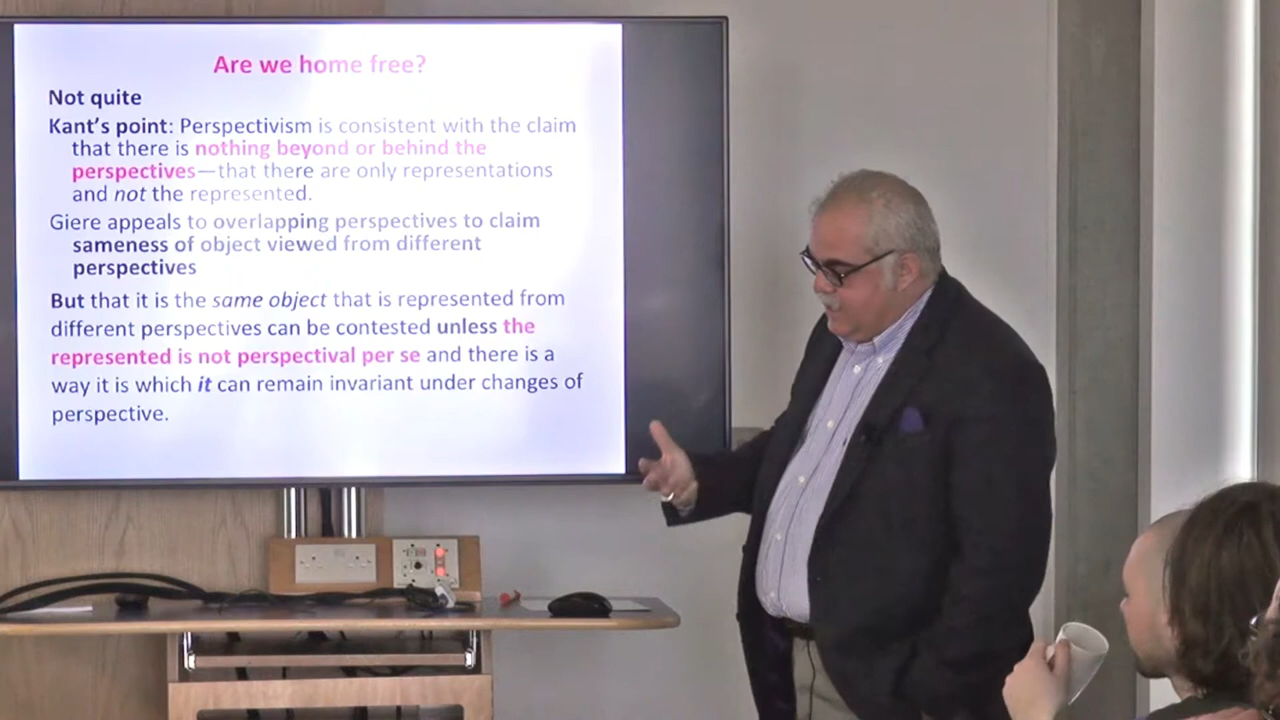 Are we home free?
Not quite
Kant's point: Perspectivism is consistent with the claim
that there is nothing beyond or behind the
perspectives—that there are only representations
and not the represented.
Giere appeals to overlapping perspectives to claim
sameness of object viewed from different
perspectives
But that it is the same object that is represented from
different perspectives can be contested unless the
represented is not perspectival per se and there is a
way it is which it can remain invariant under changes of
perspective.